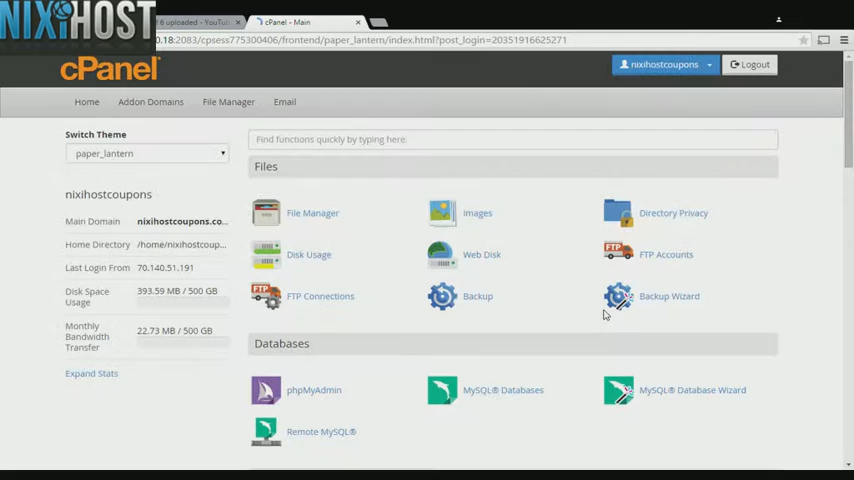 NIXIHOST
6 uploaded - YouTu
cPanel - Main
0.18:2083/cpsess775300406/frontend/paper_lantern/index.html?post_login=20351916625271
cPanel
nixihostcoupons
Logout
Home
Addon Domains
File Manager
Email
Switch Theme
paper_lantern
nixihostcoupons
Main Domain nixihostcoupons.co...
Home Directory /home/nixihostcoup...
Last Login From 70.140.51.191
Disk Space Usage 393.59 MB / 500 GB
Monthly Bandwidth Transfer 22.73 MB / 500 GB
Expand Stats
Find functions quickly by typing here.
Files
File Manager
Images
Directory Privacy
Disk Usage
Web Disk
FTP Accounts
FTP Connections
Backup
Backup Wizard
Databases
phpMyAdmin
MySQL® Databases
MySQL® Database Wizard
Remote MySQL®